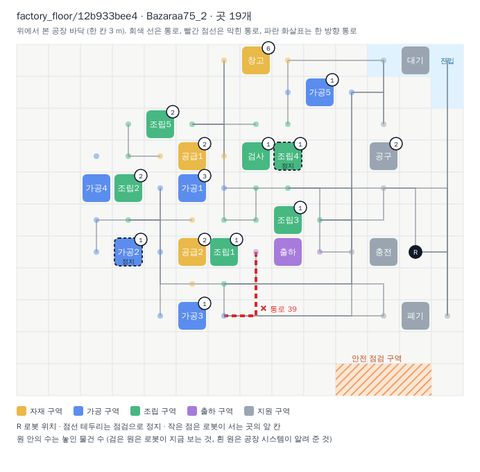 factory_floor/12b933bee4 · Bazaraa75_2 · 곳 19개
위에서 본 공장 바닥 (한 칸 3 m). 회색 선은 통로, 빨간 점선은 막힌 통로, 파란 화살표는 한 방향 통로
6
창고 대기 진입
1
가공5
2
조립5
2 1 1 2
공급1 검사 조립4 공구
정지
2 3
가공4 조립2 가공1
1
조립3
1 2 1
가공2 공급2 조립1 출하 충전 R
정지
1
✖ 통로 39
가공3 폐기
안전 점검 구역
자재 구역 가공 구역 조립 구역 출하 구역 지원 구역
R 로봇 위치 · 점선 테두리는 점검으로 정지 · 작은 점은 로봇이 서는 곳의 앞 칸
원 안의 수는 놓인 물건 수 (검은 원은 로봇이 지금 보는 것, 흰 원은 공장 시스템이 알려 준 것)